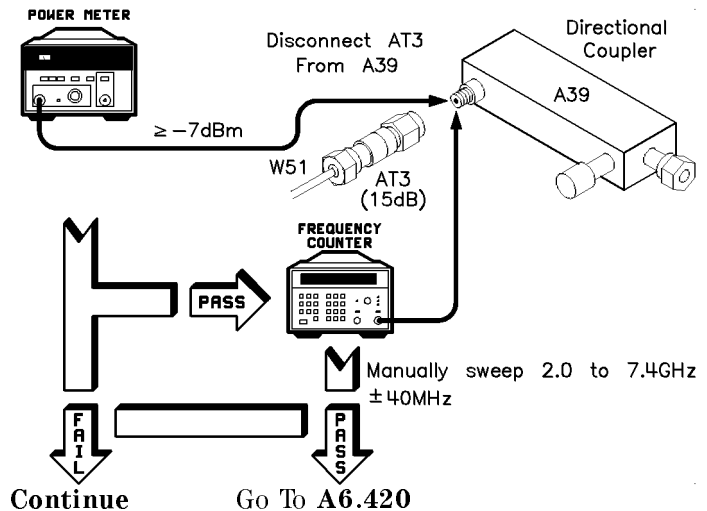 POWER METER
Disconnect AT3
From A39
Directional
Coupler
A39
≥ -7dBm
W51
AT3
(15dB)
FREQUENCY
COUNTER
PASS
Manually sweep 2.0 to 7.4GHz
±40MHz
FAIL
PASS
Continue
Go To A6.420